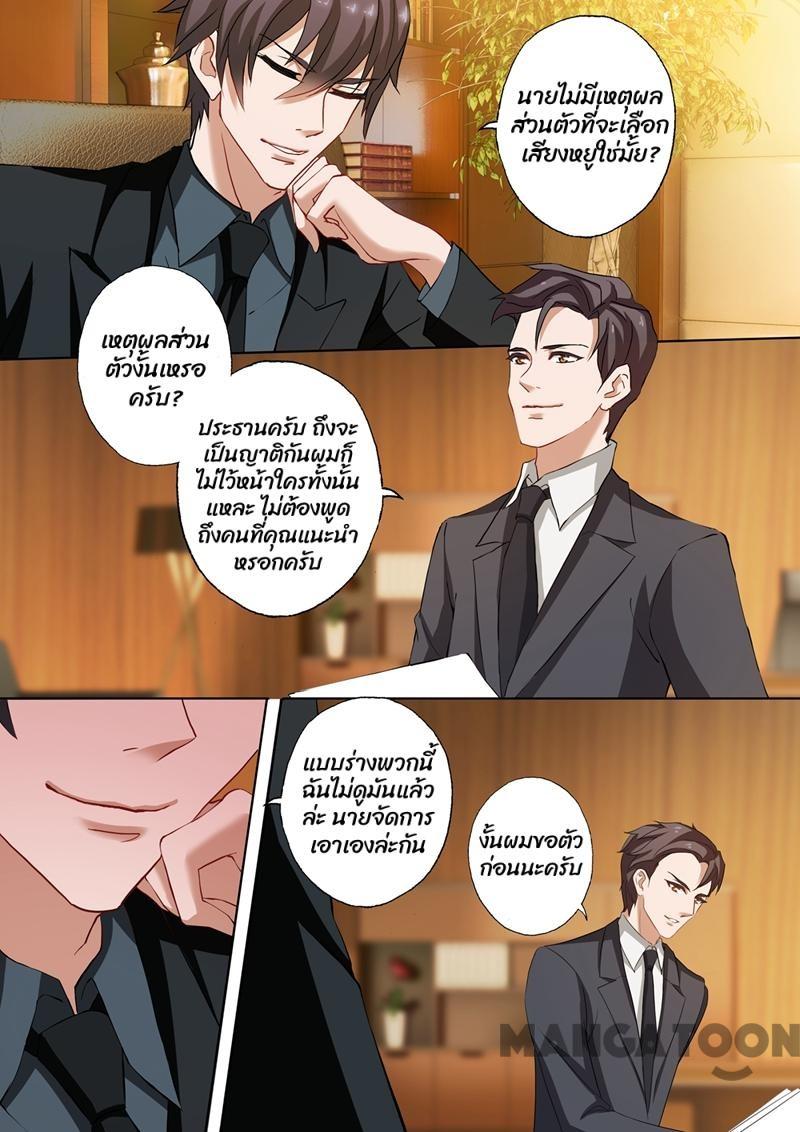 นายไม่มีเหตุผล
ส่วนตัวที่จะเลือก
เสียงหยูใช่มั้ย?
เหตุผลส่วน
ตัวงั้นเหรอ
ครับ?
ประธานครับ ถึงจะ
เป็นญาติกันผมก็
ไม่ไว้หน้าใครทั้งนั้น
แหละ ไม่ต้องพูด
ถึงคนที่คุณแนะนำ
หรอกครับ
แบบร่างพวกนี้
ฉันไม่ดูมันแล้ว
ล่ะ นายจัดการ
เอาเองละกัน
งั้นผมขอตัว
ก่อนนะครับ
MANGATOON